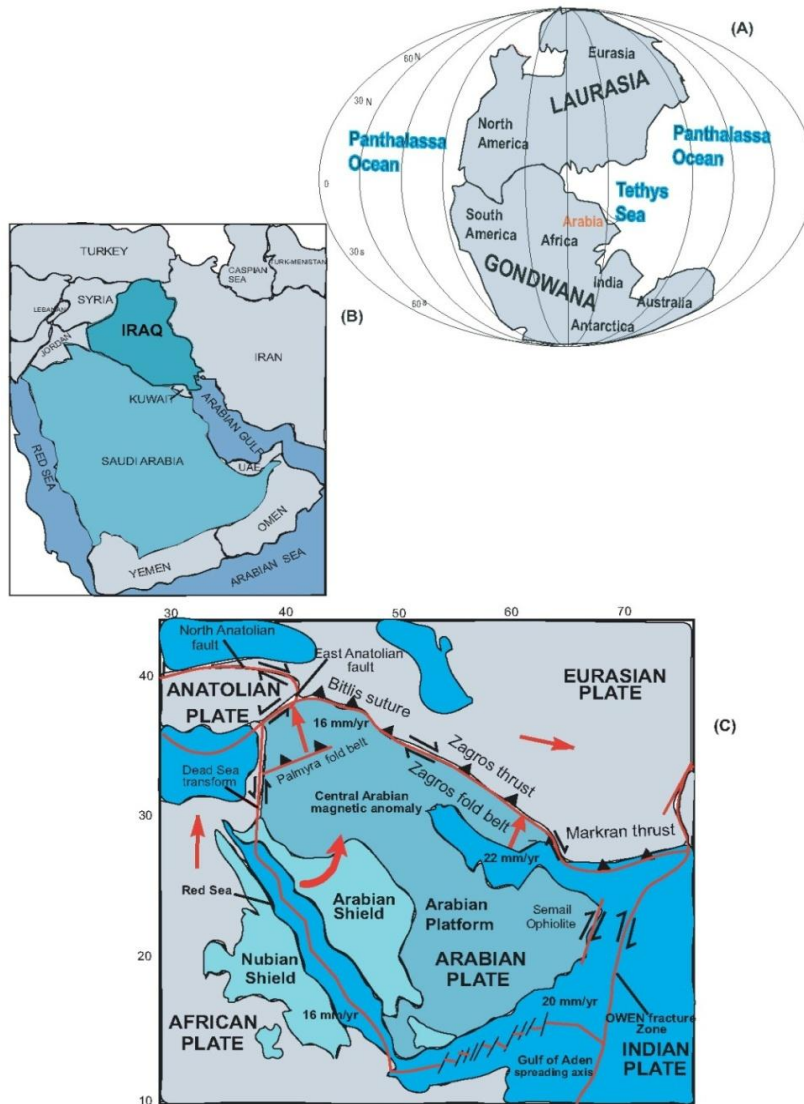 (A)
60 N
30 N
0
30 S
Eurasia
LAURASIA
North
America
Panthalassa
Ocean
Panthalassa
Ocean
Tethys
Sea
South
America
Arabia
Africa
GONDWANA
India
Australia
Antarctica
(B)
TURKEY
CASPIAN
SEA
TURK-MENISTAN
LEBANAN
SYRIA
IRAQ
JORDAN
IRAN
KUWAIT
ARABIAN GULF
RED SEA
SAUDI ARABIA
UAE
OMEN
YEMEN
ARABIAN SEA
(C)
30
40
50
60
70
40
30
20
10
North Anatolian
fault
East Anatolian
fault
ANATOLIAN
PLATE
Bitlis suture
EURASIAN
PLATE
16 mm/yr
Palmyra fold belt
Dead Sea
transform
Zagros thrust
Zagros fold belt
Central Arabian
magnetic anomaly
Markran thrust
22 mm/yr
Red Sea
Arabian
Shield
Arabian
Platform
Semail
Ophiolite
ARABIAN
PLATE
Nubian
Shield
16 mm/yr
20 mm/yr
AFRICAN
PLATE
OWEN fracture
Zone
Gulf of Aden
spreading axis
INDIAN
PLATE